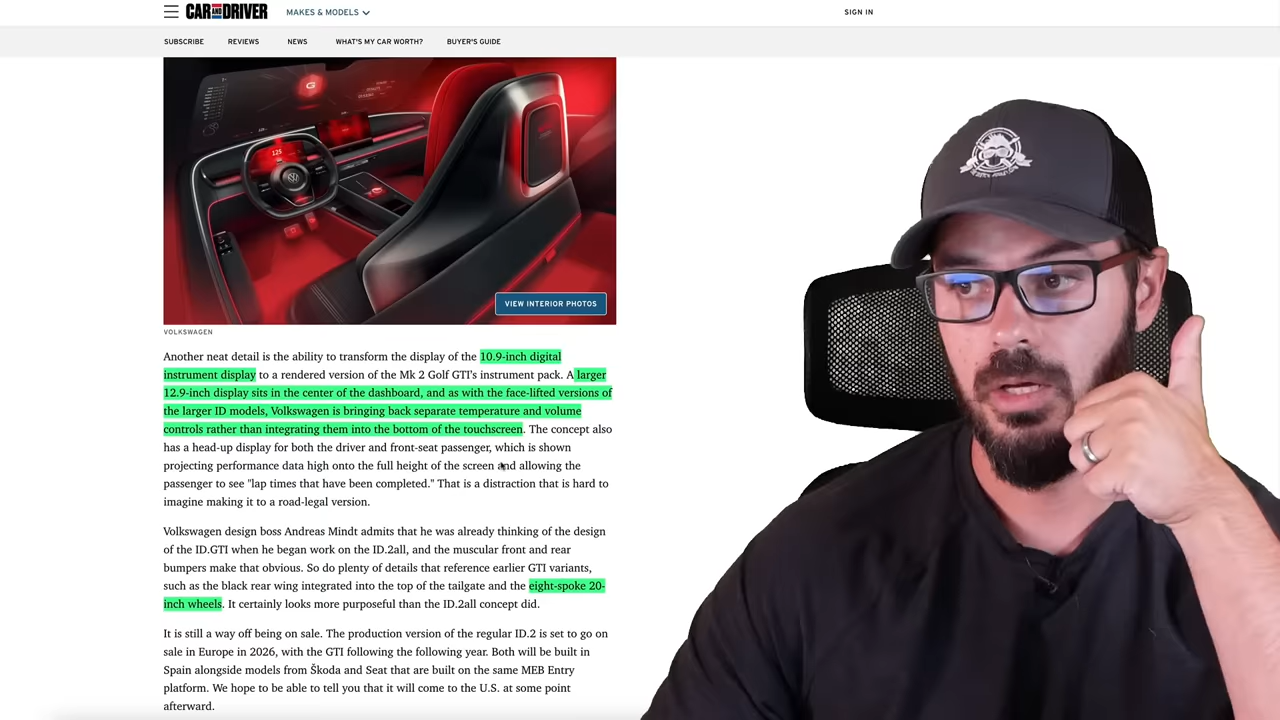 CAR AND DRIVER
MAKES & MODELS
SIGN IN
SUBSCRIBE
REVIEWS
NEWS
WHAT'S MY CAR WORTH?
BUYER'S GUIDE
125
VIEW INTERIOR PHOTOS
VOLKSWAGEN
Another neat detail is the ability to transform the display of the 10.9-inch digital
instrument display to a rendered version of the Mk 2 Golf GTI's instrument pack. A larger
12.9-inch display sits in the center of the dashboard, and as with the face-lifted versions of
the larger ID models, Volkswagen is bringing back separate temperature and volume
controls rather than integrating them into the bottom of the touchscreen. The concept also
has a head-up display for both the driver and front-seat passenger, which is shown
projecting performance data high onto the full height of the screen and allowing the
passenger to see "lap times that have been completed." That is a distraction that is hard to
imagine making it to a road-legal version.
Volkswagen design boss Andreas Mindt admits that he was already thinking of the design
of the ID.GTI when he began work on the ID.2all, and the muscular front and rear
bumpers make that obvious. So do plenty of details that reference earlier GTI variants,
such as the black rear wing integrated into the top of the tailgate and the eight-spoke 20-
inch wheels. It certainly looks more purposeful than the ID.2all concept did.
It is still a way off being on sale. The production version of the regular ID.2 is set to go on
sale in Europe in 2026, with the GTI following the following year. Both will be built in
Spain alongside models from Škoda and Seat that are built on the same MEB Entry
platform. We hope to be able to tell you that it will come to the U.S. at some point
afterward.